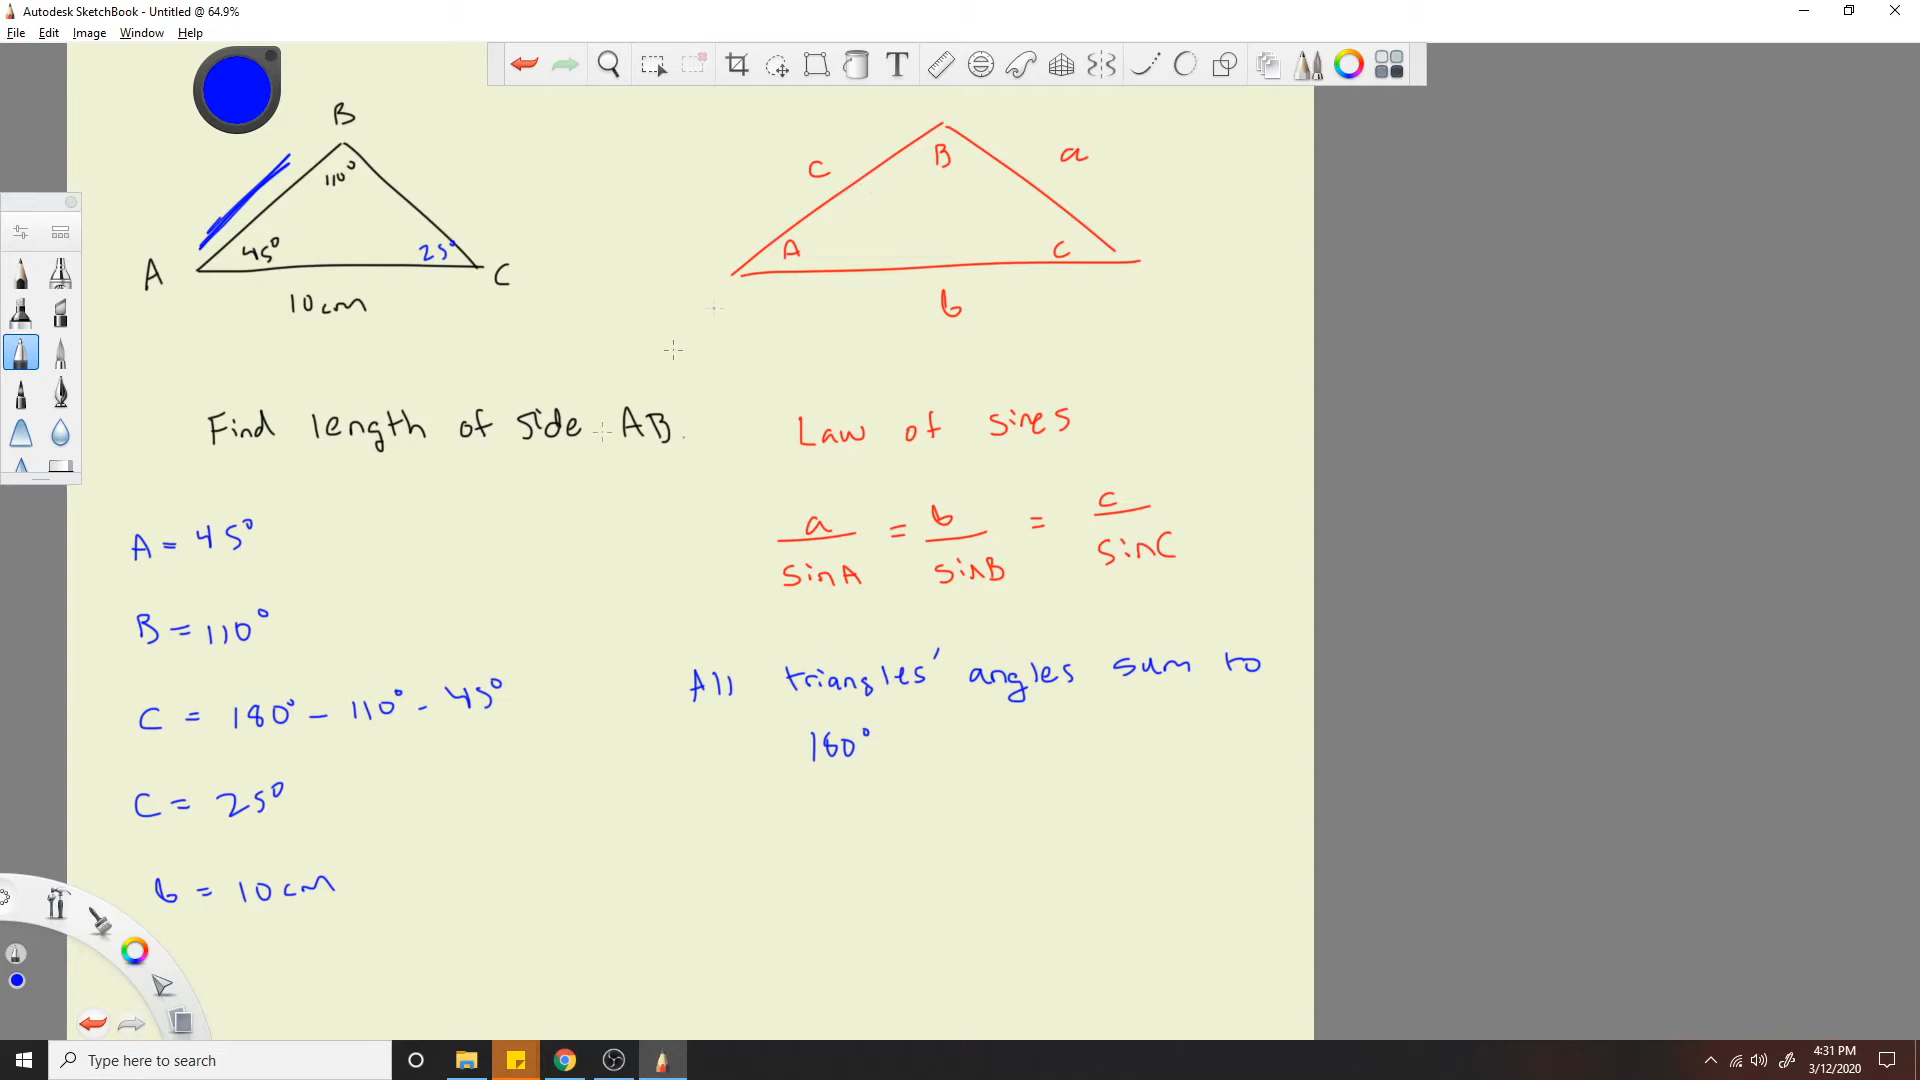 Autodesk SketchBook - Untitled @ 64.9%
File Edit Image Window Help
B
110°
45°
25°
A
C
10cm
c
B
a
A
C
b
Find length of side AB.
Law of sines
a/sinA = b/sinB = c/sinC
A = 45°
B = 110°
C = 180° - 110° - 45°
C = 25°
b = 10cm
All triangles' angles sum to
180°
T
Type here to search
4:31 PM
3/12/2020